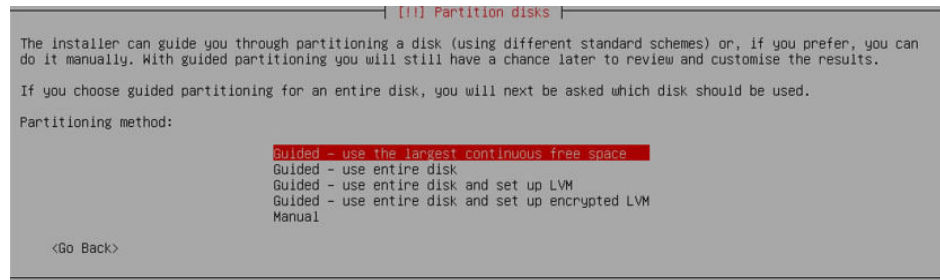 [!!] Partition disks
The installer can guide you through partitioning a disk (using different standard schemes) or, if you prefer, you can
do it manually. With guided partitioning you will still have a chance later to review and customise the results.
If you choose guided partitioning for an entire disk, you will next be asked which disk should be used.
Partitioning method:
Guided - use the largest continuous free space
Guided - use entire disk
Guided - use entire disk and set up LVM
Guided - use entire disk and set up encrypted LVM
Manual
<Go Back>